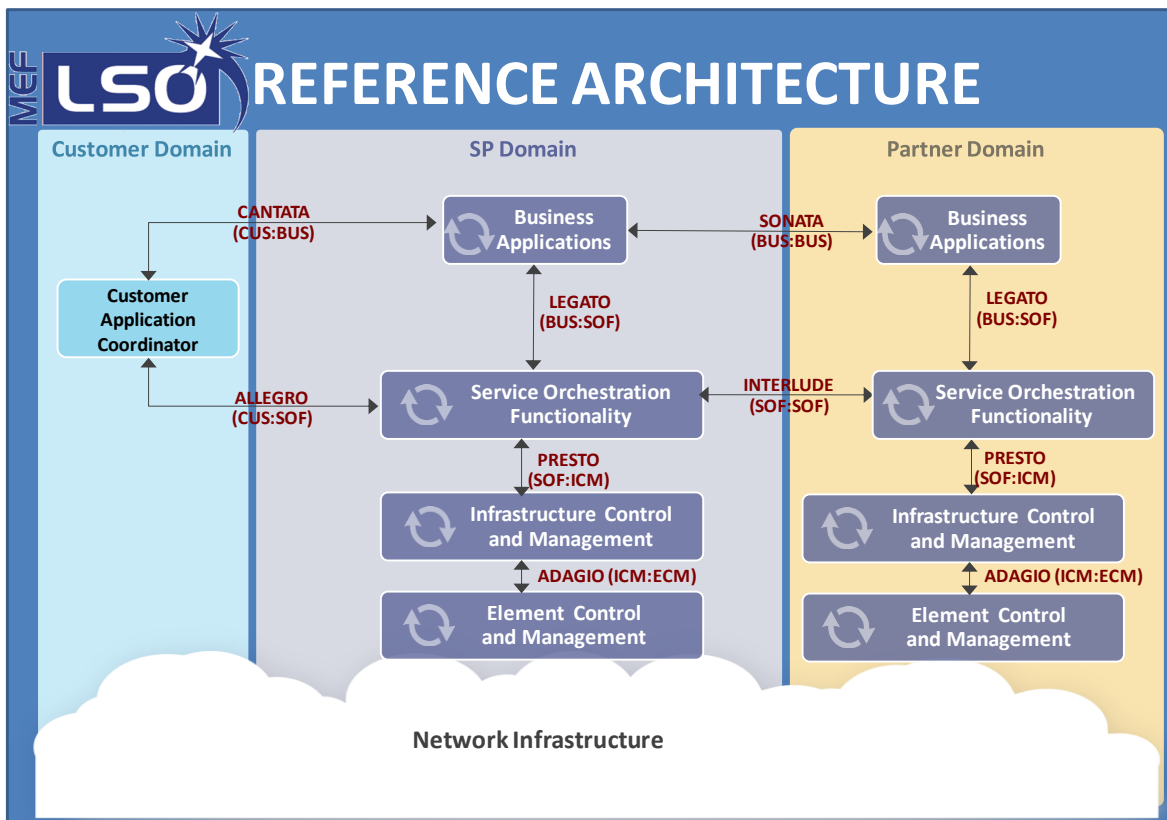 MEF
LSO
REFERENCE ARCHITECTURE
Customer Domain
SP Domain
Partner Domain
CANTATA
(CUS:BUS)
Business
Applications
SONATA
(BUS:BUS)
Business
Applications
Customer
Application
Coordinator
LEGATO
(BUS:SOF)
LEGATO
(BUS:SOF)
ALLEGRO
(CUS:SOF)
Service Orchestration
Functionality
INTERLUDE
(SOF:SOF)
Service Orchestration
Functionality
PRESTO
(SOF:ICM)
PRESTO
(SOF:ICM)
Infrastructure Control
and Management
Infrastructure Control
and Management
ADAGIO (ICM:ECM)
ADAGIO (ICM:ECM)
Element Control
and Management
Element Control
and Management
Network Infrastructure